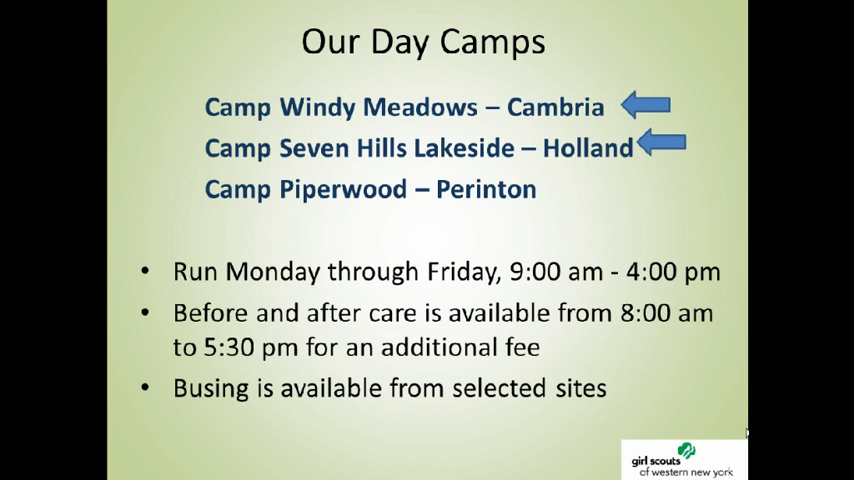 Our Day Camps
Camp Windy Meadows – Cambria
Camp Seven Hills Lakeside – Holland
Camp Piperwood – Perinton
• Run Monday through Friday, 9:00 am - 4:00 pm
• Before and after care is available from 8:00 am
to 5:30 pm for an additional fee
• Busing is available from selected sites
girl scouts
of western new york